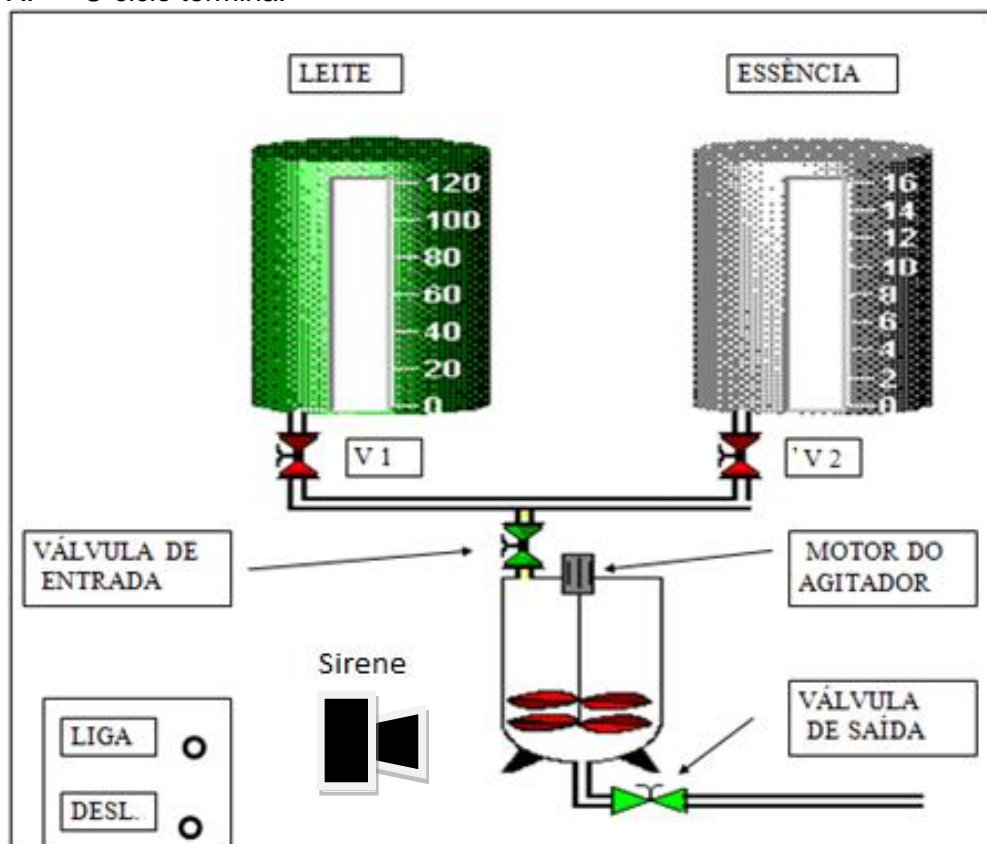 O ciclo termina.
LEITE
ESSÊNCIA
120
100
80
60
40
20
0
16
14
12
10
8
6
4
2
0
V 1
' V 2
VÁLVULA DE
ENTRADA
MOTOR DO
AGITADOR
Sirene
VÁLVULA
DE SAÍDA
LIGA
DESL.